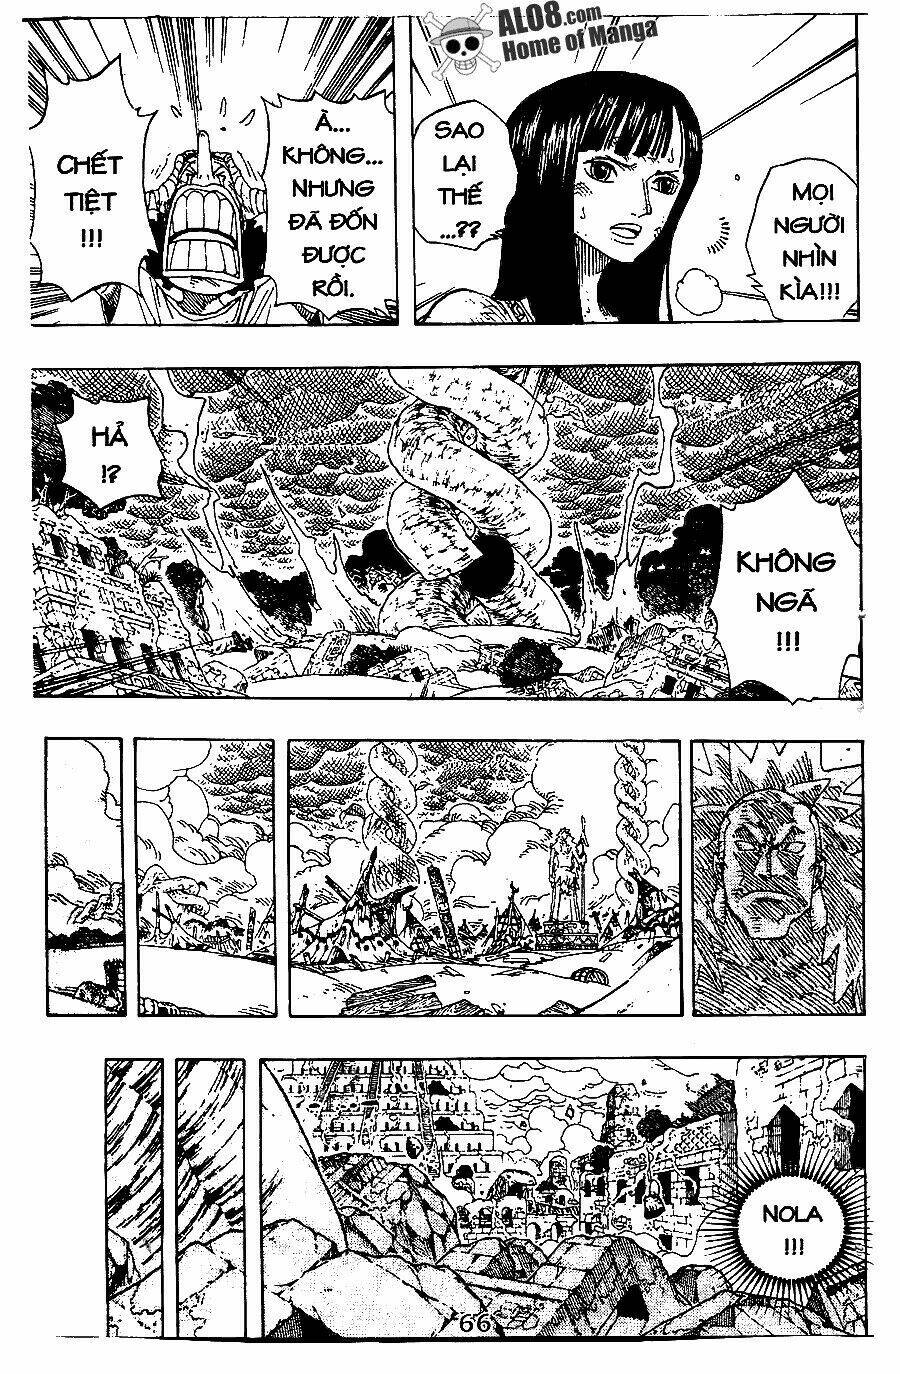 ALO8.com
Home of Manga
MỌI
NGƯỜI
NHÌN
KÌA!!!
SAO
LẠI
THẾ
...??
À...
KHÔNG...
NHƯNG
ĐÃ ĐỐN
ĐƯỢC
RỒI.
CHẾT
TIỆT
!!!
KHÔNG
NGÃ
!!!
HẢ
!?
NOLA
!!!
66